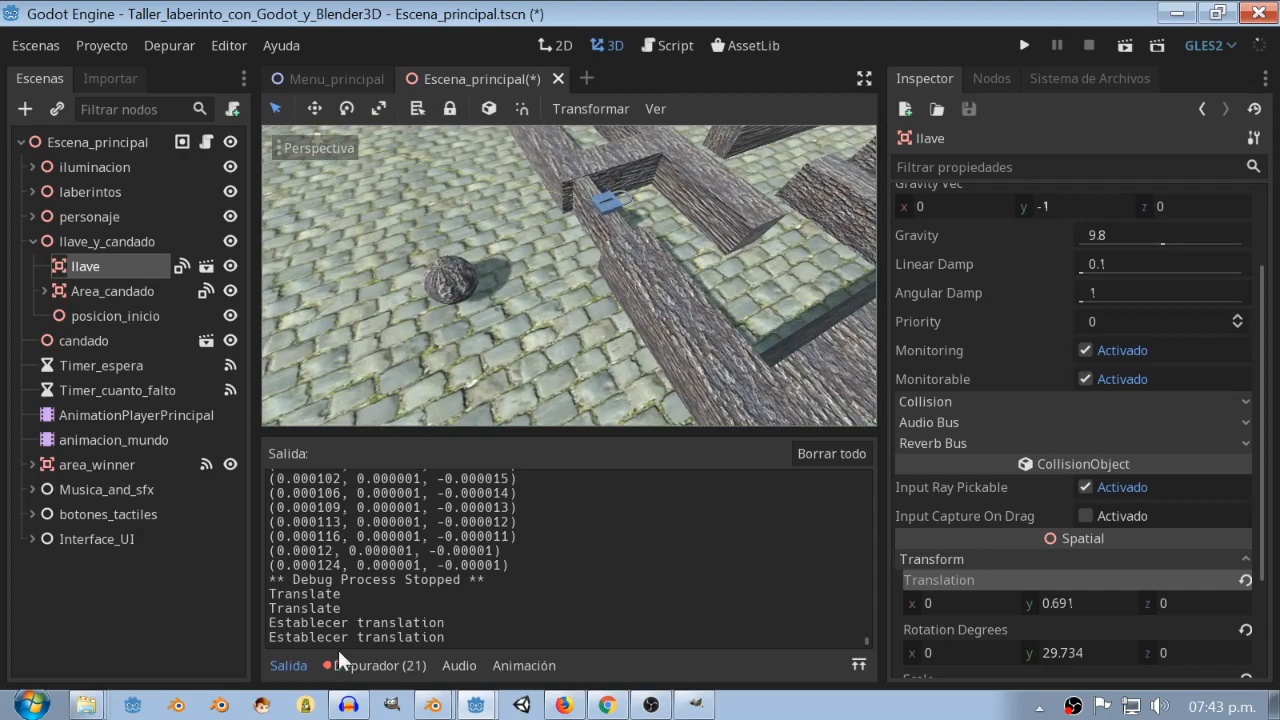 Godot Engine - Taller_laberinto_con_Godot_y_Blender3D - Escena_principal.tscn (*)
Escenas Proyecto Depurar Editor Ayuda 2D 3D Script AssetLib GLES2
Escenas Importar Menu_principal Escena_principal(*) Inspector Nodos Sistema de Archivos
Filtrar nodos Transformar Ver
Perspectiva
Escena_principal
iluminacion
laberintos
personaje
llave_y_candado
llave
Area_candado
posicion_inicio
candado
Timer_espera
Timer_cuanto_falto
AnimationPlayerPrincipal
animacion_mundo
area_winner
Musica_and_sfx
botones_tactiles
Interface_UI
Salida: Borrar todo
(0.000102, 0.000001, -0.000015)
(0.000106, 0.000001, -0.000014)
(0.000109, 0.000001, -0.000013)
(0.000113, 0.000001, -0.000012)
(0.000116, 0.000001, -0.000011)
(0.00012, 0.000001, -0.00001)
(0.000124, 0.000001, -0.00001)
** Debug Process Stopped **
Translate
Translate
Establecer translation
Establecer translation
Salida Depurador (21) Audio Animación
llave
Filtrar propiedades
Gravity Vec
x 0 y -1 z 0
Gravity 9.8
Linear Damp 0.1
Angular Damp 1
Priority 0
Monitoring Activado
Monitorable Activado
Collision
Audio Bus
Reverb Bus
CollisionObject
Input Ray Pickable Activado
Input Capture On Drag Activado
Spatial
Transform
Translation
x 0 y 0.691 z 0
Rotation Degrees
x 0 y 29.734 z 0
07:43 p.m.